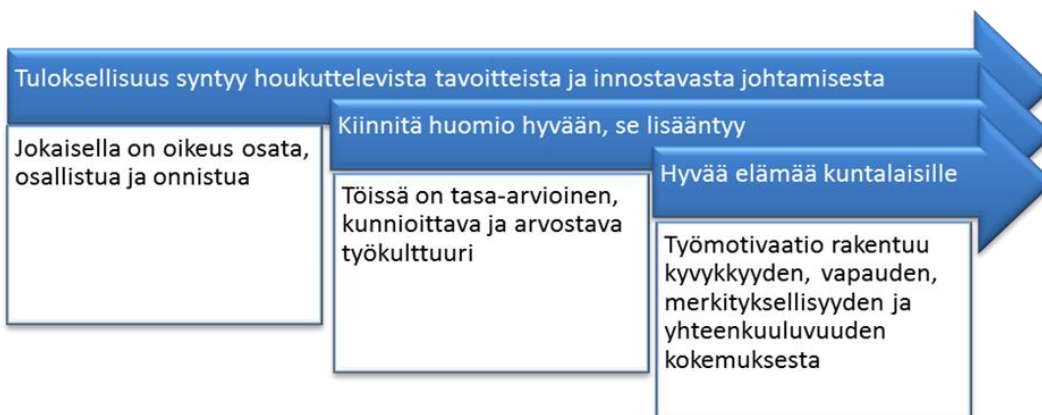 Tuloksellisuus syntyy houkuttelevista tavoitteista ja innostavasta johtamisesta
Jokaisella on oikeus osata,
osallistua ja onnistua
Kiinnitä huomio hyvään, se lisääntyy
Töissä on tasa-arvioinen,
kunnioittava ja arvostava
työkulttuuri
Hyvää elämää kuntalaisille
Työmotivaatio rakentuu
kyvykkyyden, vapauden,
merkityksellisyyden ja
yhteenkuuluvuuden
kokemuksesta